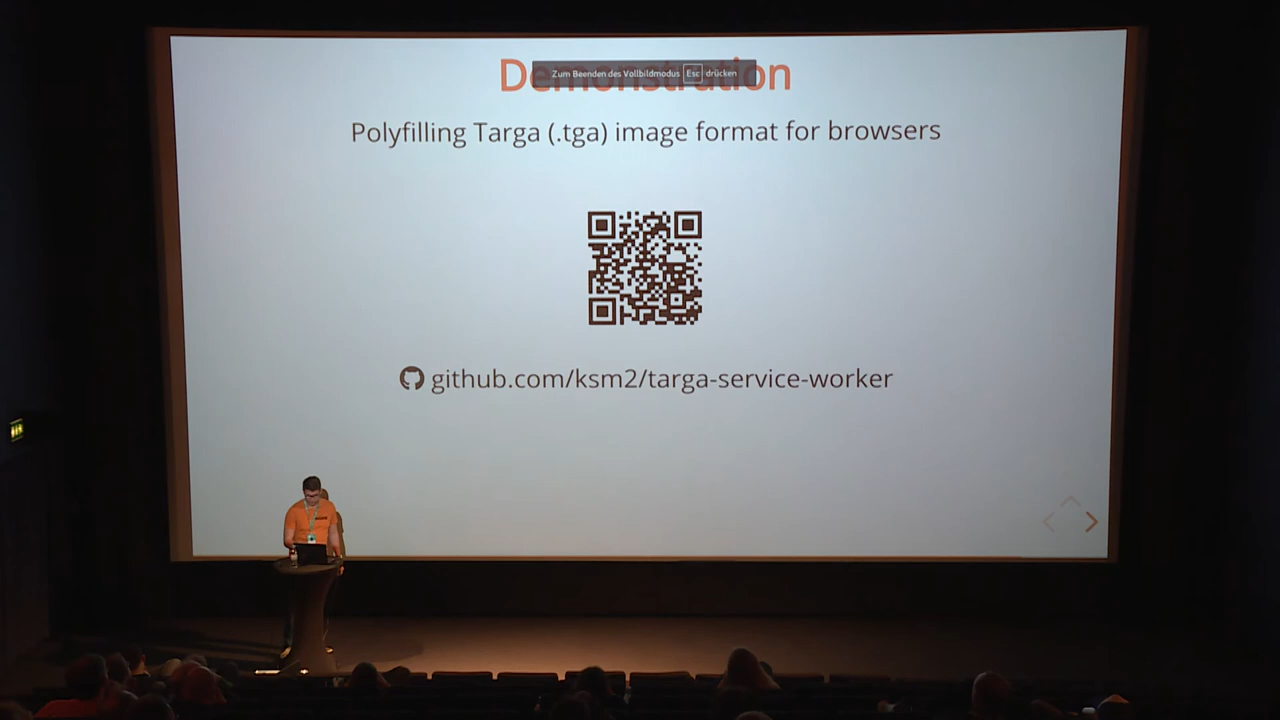 Demonstration
Zum Beenden des Vollbildmodus Esc drücken
Polyfilling Targa (.tga) image format for browsers
github.com/ksm2/targa-service-worker